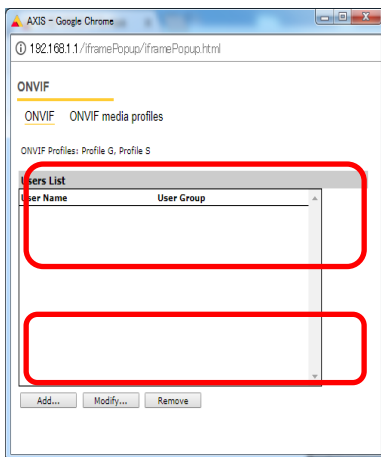 AXIS - Google Chrome
192.168.1.1/iframePopup/iframePopup.html
ONVIF
ONVIF ONVIF media profiles
ONVIF Profiles: Profile G, Profile S
Users List
User Name User Group
Add... Modify... Remove